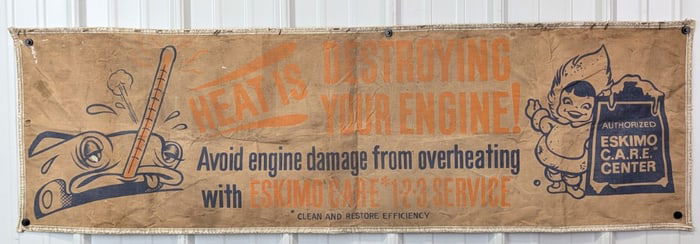 HEAT IS DESTROYING
YOUR ENGINE!
Avoid engine damage from overheating
with ESKIMO CARE* 1·2·3 SERVICE
CLEAN AND RESTORE EFFICIENCY
AUTHORIZED
ESKIMO
C.A.R.E.
CENTER